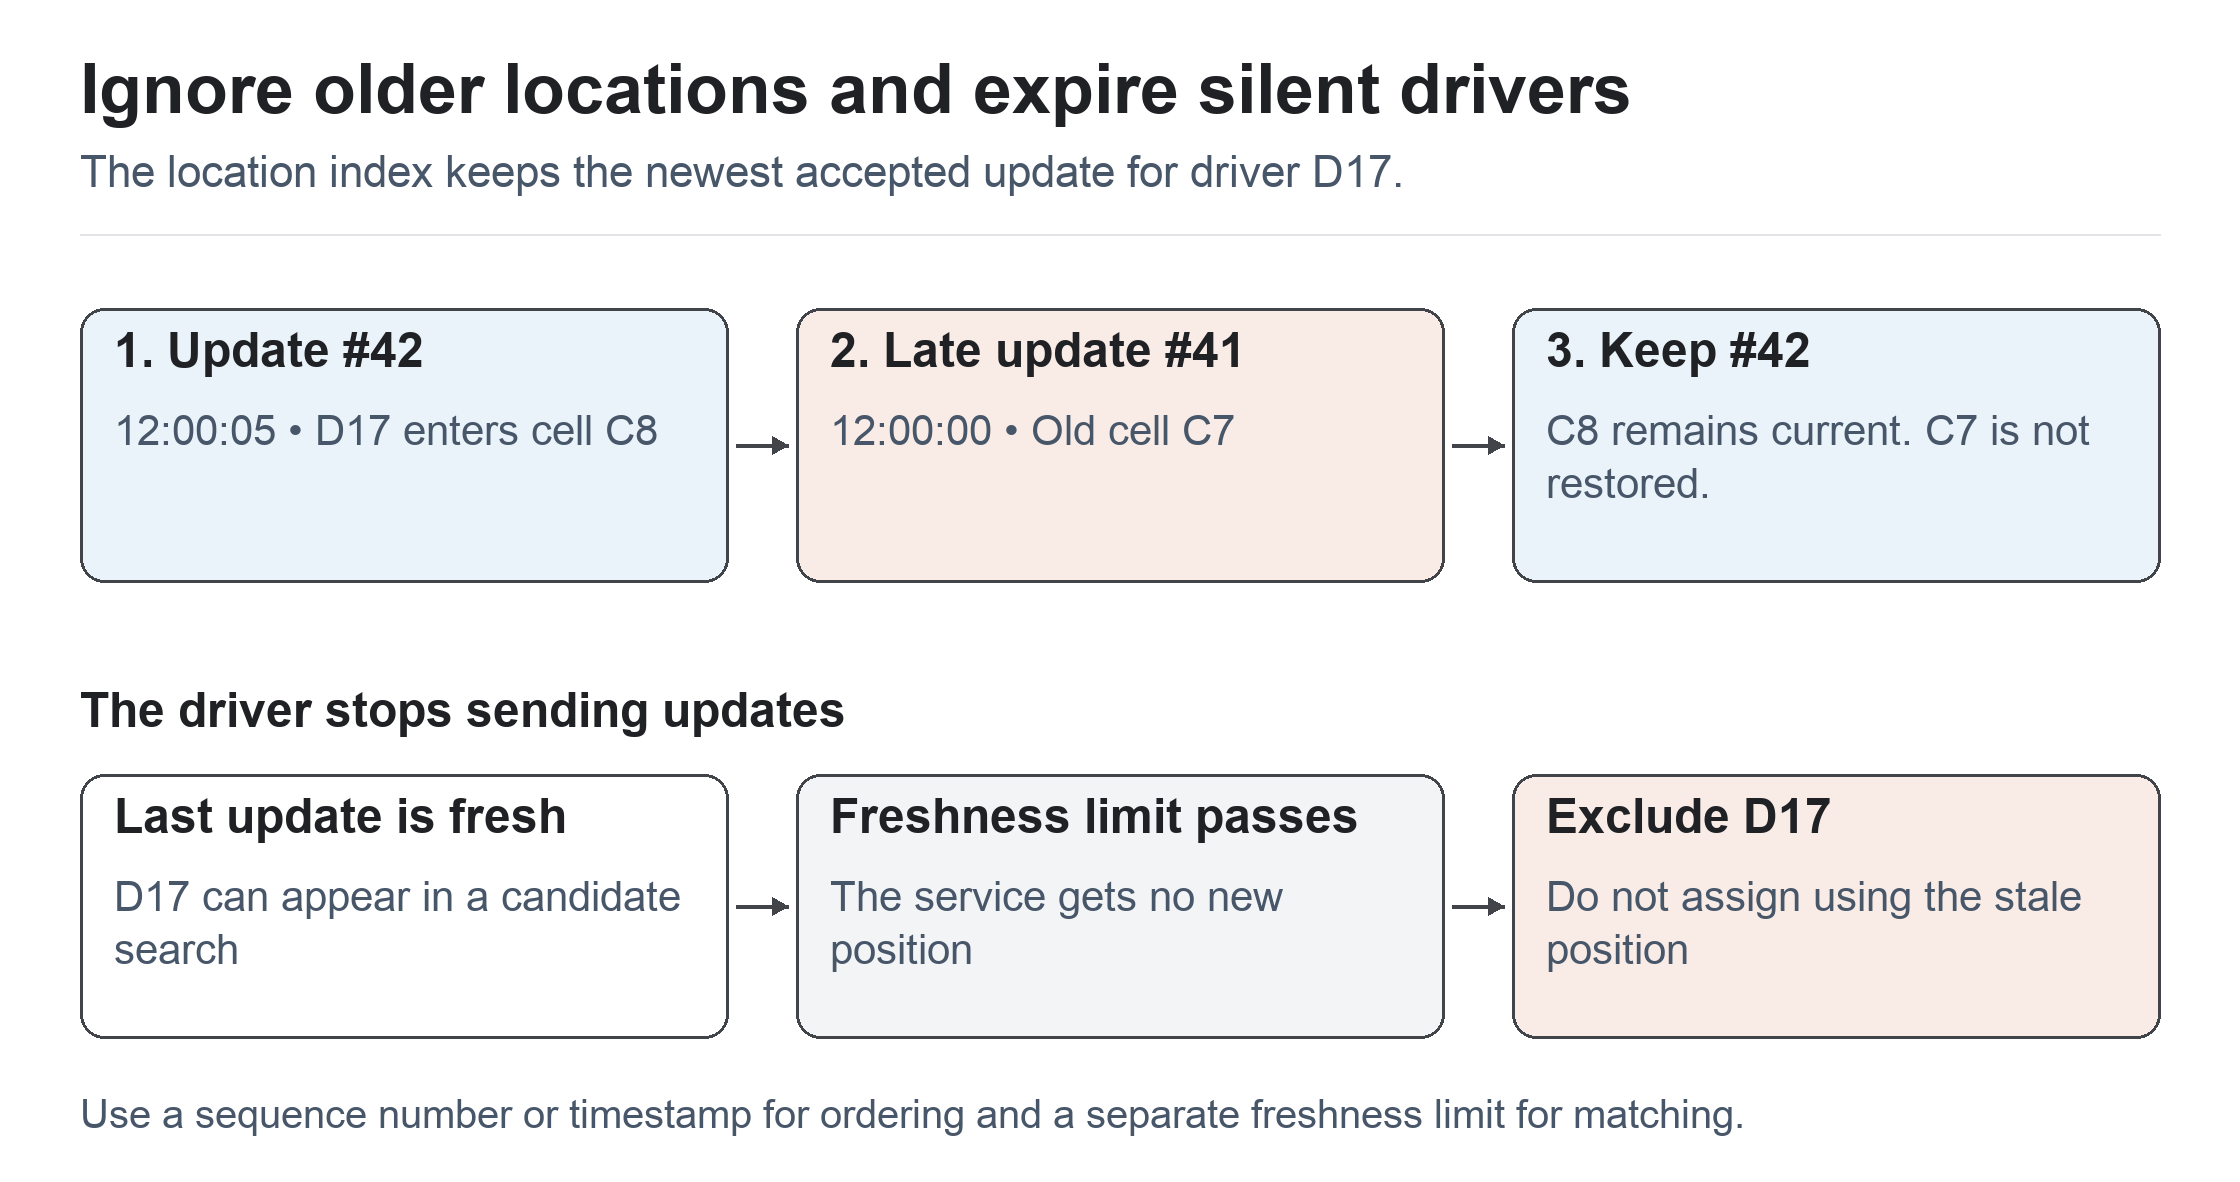 Ignore older locations and expire silent drivers
The location index keeps the newest accepted update for driver D17.
1. Update #42
12:00:05 • D17 enters cell C8
2. Late update #41
12:00:00 • Old cell C7
3. Keep #42
C8 remains current. C7 is not
restored.
The driver stops sending updates
Last update is fresh
D17 can appear in a candidate
search
Freshness limit passes
The service gets no new
position
Exclude D17
Do not assign using the stale
position
Use a sequence number or timestamp for ordering and a separate freshness limit for matching.